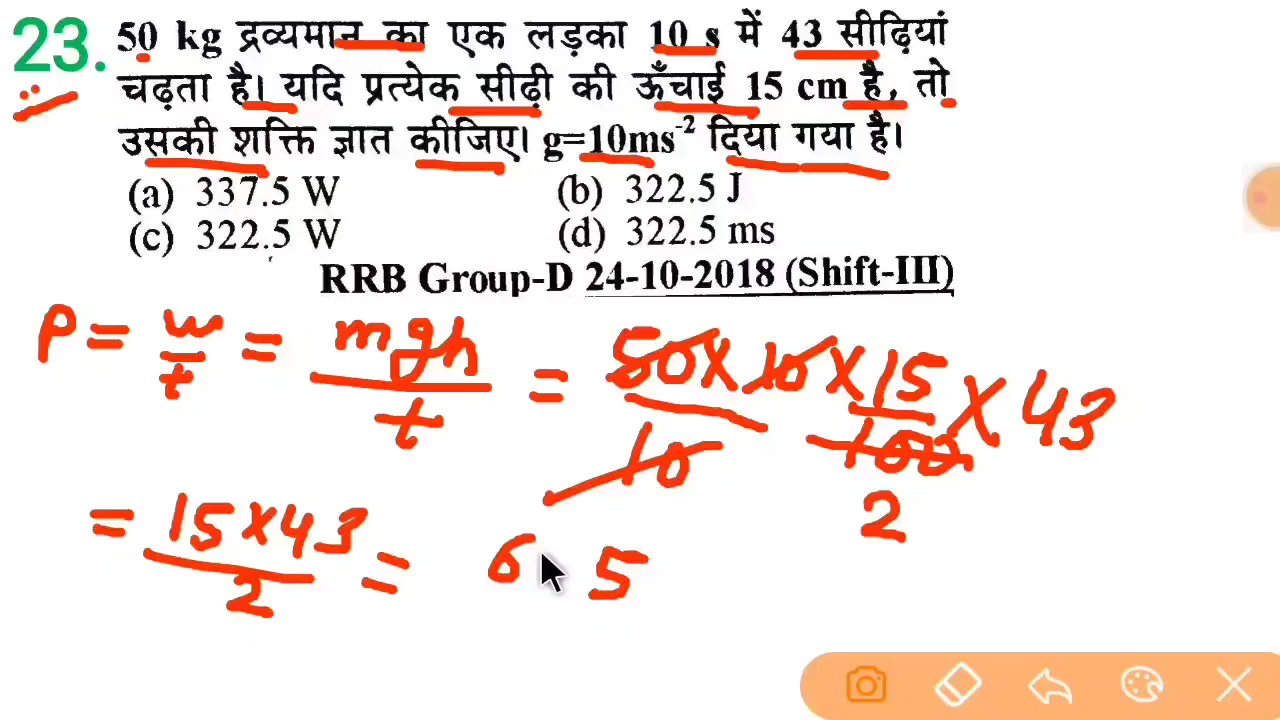 23. 50 kg द्रव्यमान का एक लड़का 10 s में 43 सीढ़ियां
चढ़ता है। यदि प्रत्येक सीढ़ी की ऊँचाई 15 cm है, तो
उसकी शक्ति ज्ञात कीजिए। g=10ms⁻² दिया गया है।
(a) 337.5 W (b) 322.5 J
(c) 322.5 W (d) 322.5 ms
RRB Group-D 24-10-2018 (Shift-III)
P = w/t = mgh/t = 50×10×15/10 100 × 43
2
= 15×43/2 = 6 5